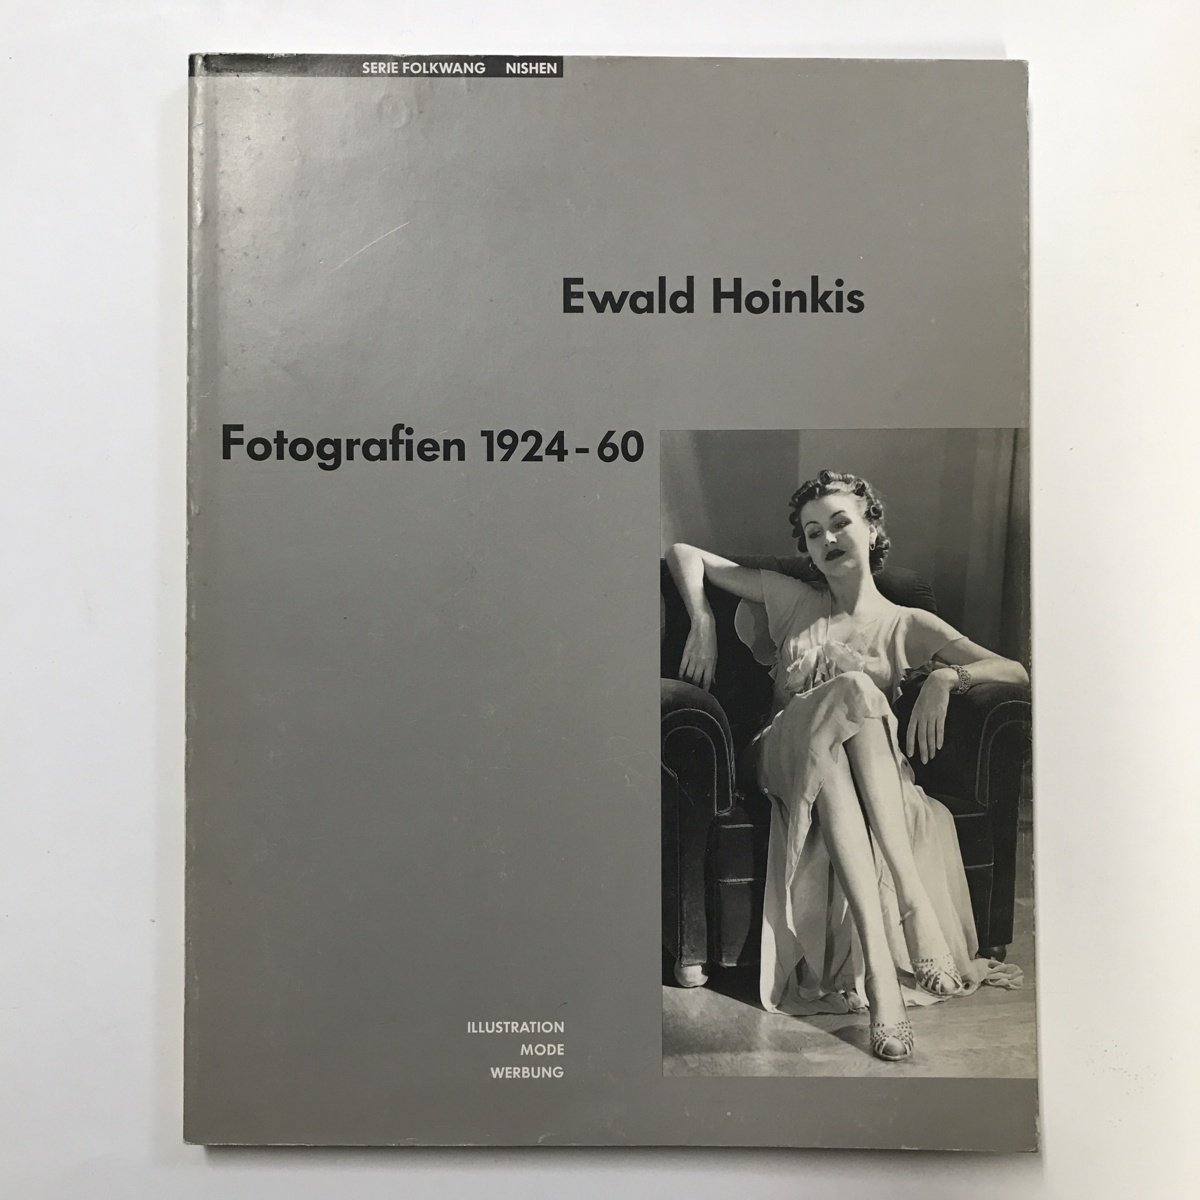 SERIE FOLKWANG NISHEN
Ewald Hoinkis
Fotografien 1924-60
ILLUSTRATION
MODE
WERBUNG